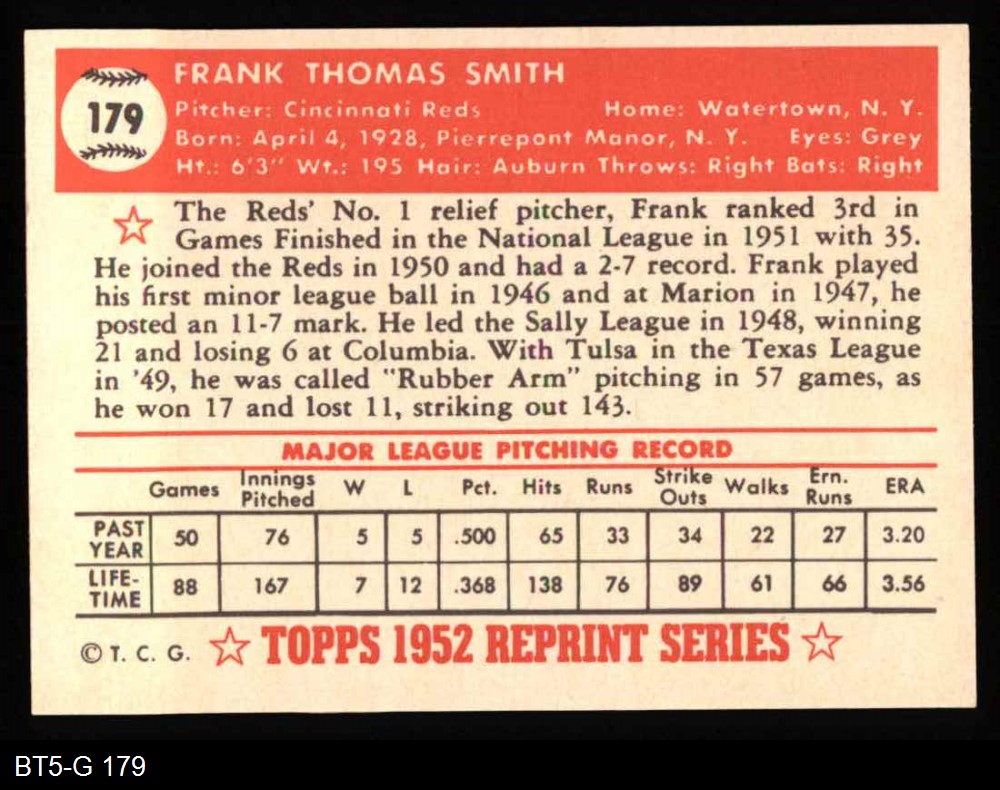 179
FRANK THOMAS SMITH
Pitcher: Cincinnati Reds Home: Watertown, N. Y.
Born: April 4, 1928, Pierrepont Manor, N. Y. Eyes: Grey
Ht.: 6'3" Wt.: 195 Hair: Auburn Throws: Right Bats: Right
The Reds' No. 1 relief pitcher, Frank ranked 3rd in
Games Finished in the National League in 1951 with 35.
He joined the Reds in 1950 and had a 2-7 record. Frank played
his first minor league ball in 1946 and at Marion in 1947, he
posted an 11-7 mark. He led the Sally League in 1948, winning
21 and losing 6 at Columbia. With Tulsa in the Texas League
in '49, he was called "Rubber Arm" pitching in 57 games, as
he won 17 and lost 11, striking out 143.
MAJOR LEAGUE PITCHING RECORD
Games Innings Pitched W L Pct. Hits Runs Strike Outs Walks Ern. Runs ERA
PAST YEAR 50 76 5 5 .500 65 33 34 22 27 3.20
LIFE-TIME 88 167 7 12 .368 138 76 89 61 66 3.56
© T. C. G. ☆ TOPPS 1952 REPRINT SERIES ☆
BT5-G 179